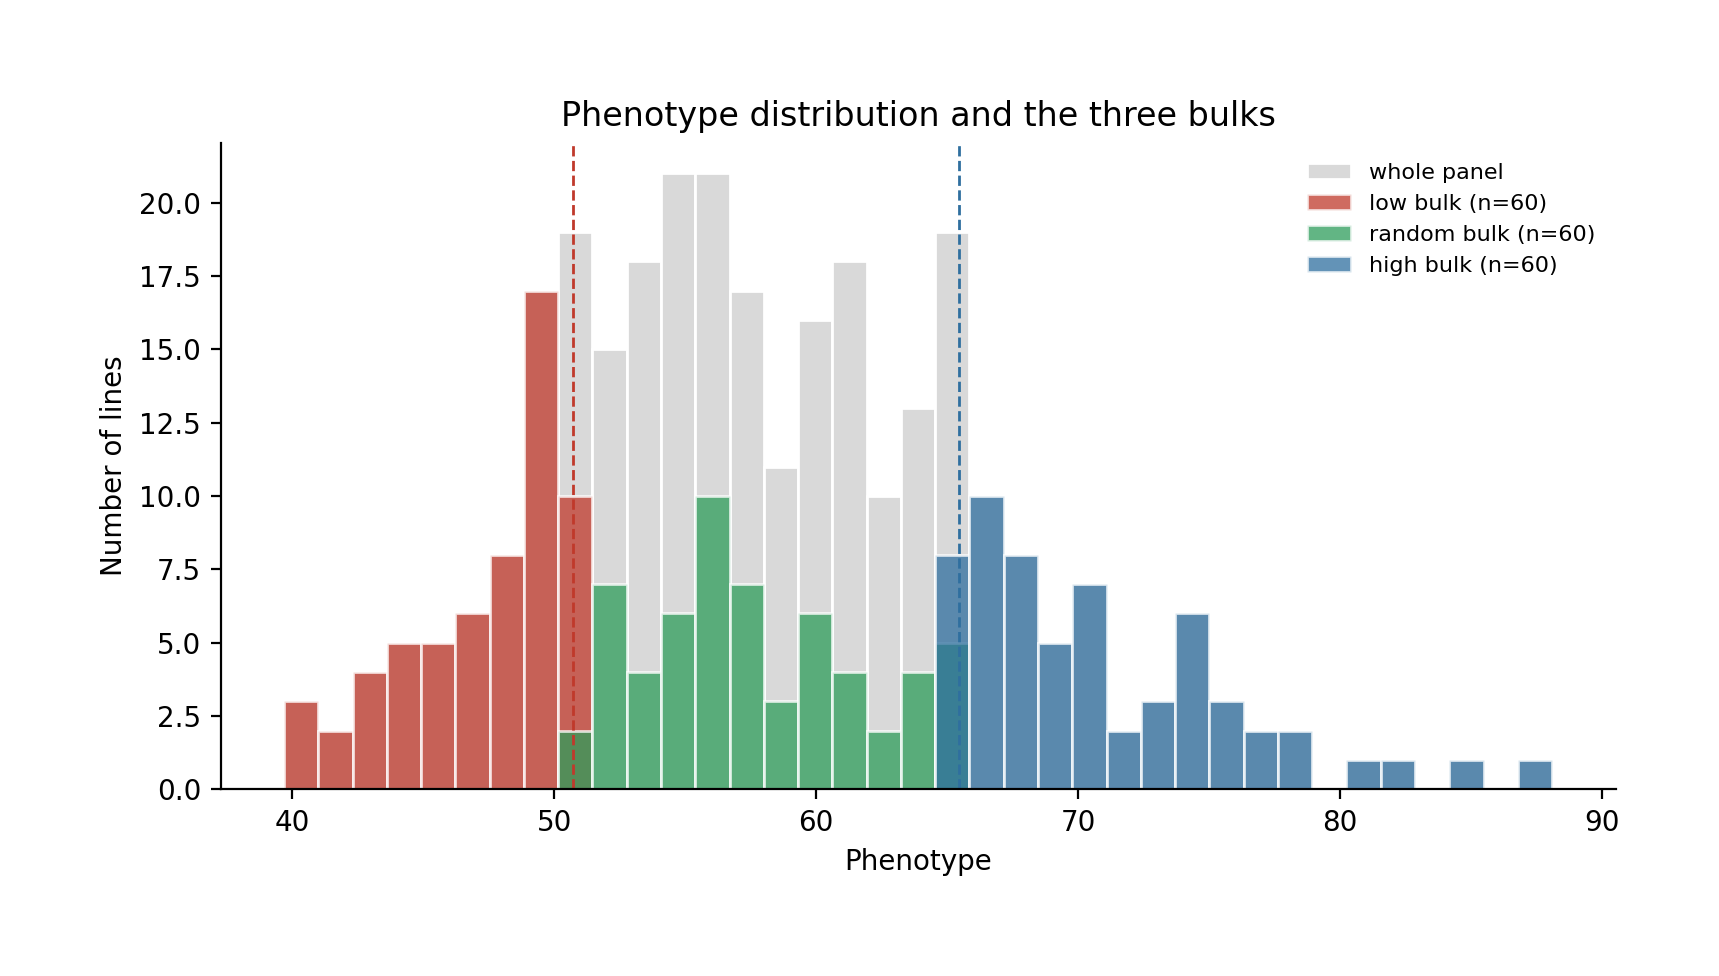 Phenotype distribution and the three bulks
whole panel
low bulk (n=60)
random bulk (n=60)
high bulk (n=60)
Number of lines
20.0
17.5
15.0
12.5
10.0
7.5
5.0
2.5
0.0
40 50 60 70 80 90
Phenotype